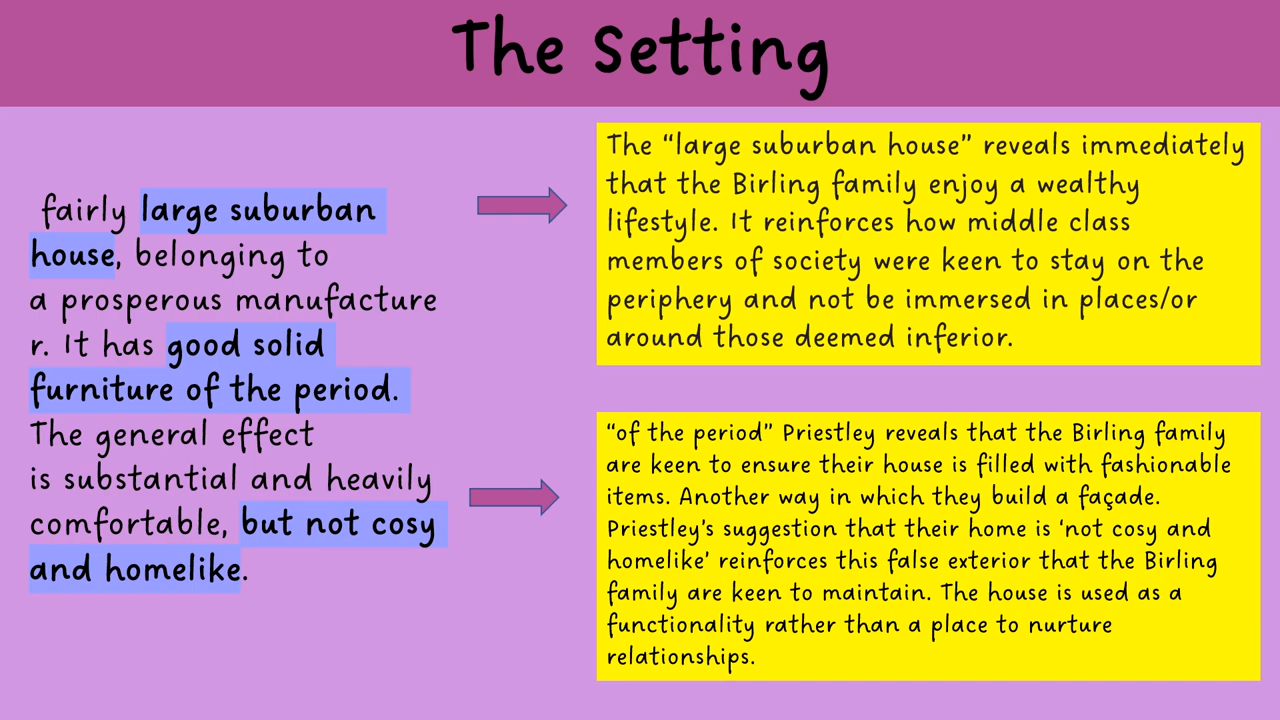 The Setting
fairly large suburban
house, belonging to
a prosperous manufacture
r. It has good solid
furniture of the period.
The general effect
is substantial and heavily
comfortable, but not cosy
and homelike.
The “large suburban house” reveals immediately
that the Birling family enjoy a wealthy
lifestyle. It reinforces how middle class
members of society were keen to stay on the
periphery and not be immersed in places/or
around those deemed inferior.
“of the period” Priestley reveals that the Birling family
are keen to ensure their house is filled with fashionable
items. Another way in which they build a façade.
Priestley’s suggestion that their home is ‘not cosy and
homelike’ reinforces this false exterior that the Birling
family are keen to maintain. The house is used as a
functionality rather than a place to nurture
relationships.